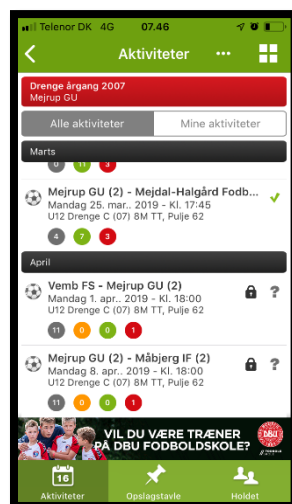 Telenor DK 4G 07.46
Aktiviteter ...
Drenge årgang 2007
Mejrup GU
Alle aktiviteter Mine aktiviteter
Marts
0 11 3
Mejrup GU (2) - Mejdal-Halgård Fodb...
Mandag 25. mar.. 2019 - Kl. 17:45
U12 Drenge C (07) 8M TT, Pulje 62
4 7 3
April
Vemb FS - Mejrup GU (2)
Mandag 1. apr.. 2019 - Kl. 18:00
U12 Drenge C (07) 8M TT, Pulje 62
11 0 0 1
?
Mejrup GU (2) - Måbjerg IF (2)
Mandag 8. apr.. 2019 - Kl. 18:00
U12 Drenge C (07) 8M TT, Pulje 62
11 0 0 1
?
VIL DU VÆRE TRÆNER
PÅ DBU FODBOLDSKOLE?
DBU
16
Aktiviteter Opslagstavle Holdet